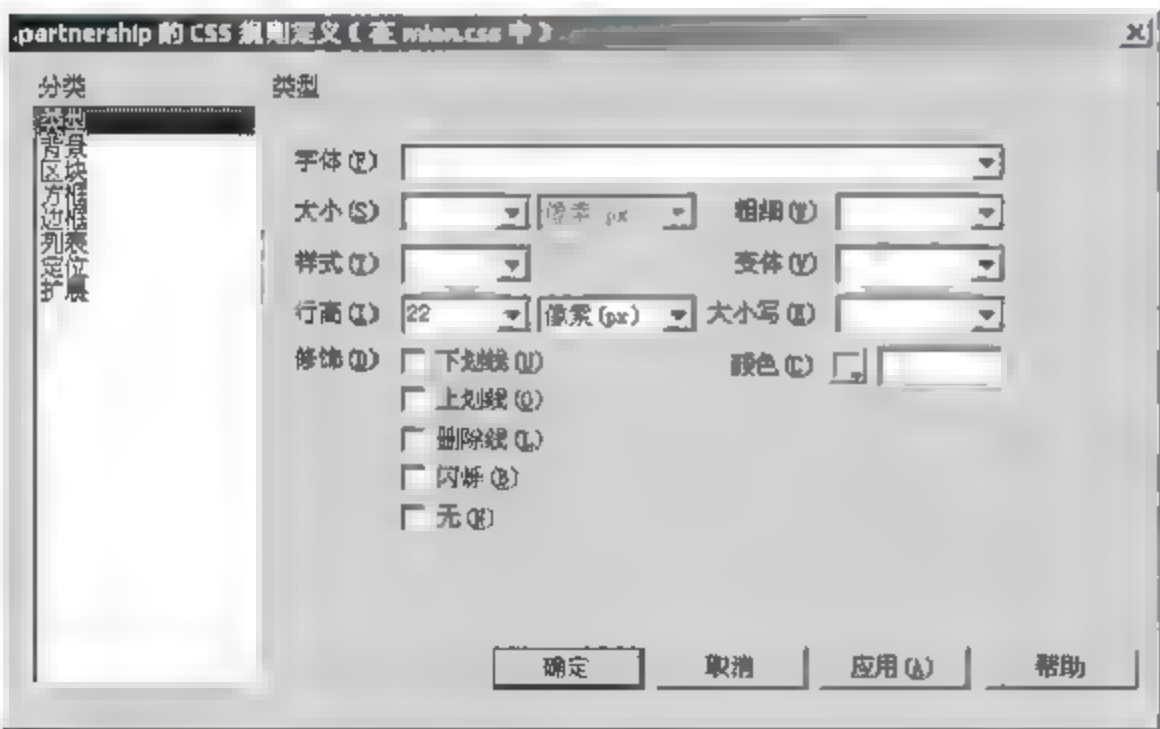 .partnership 的 CSS 规则定义（在 mian.css 中）
分类
类型
类型
背景
区块
方框
边框
列表
定位
扩展
字体(F)
大小(S) 像素 px 粗细(W)
样式(T) 变体(V)
行高(I) 22 像素(px) 大小写(E)
修饰(D) 下划线(U) 颜色(C)
上划线(O)
删除线(L)
闪烁(B)
无(N)
确定 取消 应用(A) 帮助